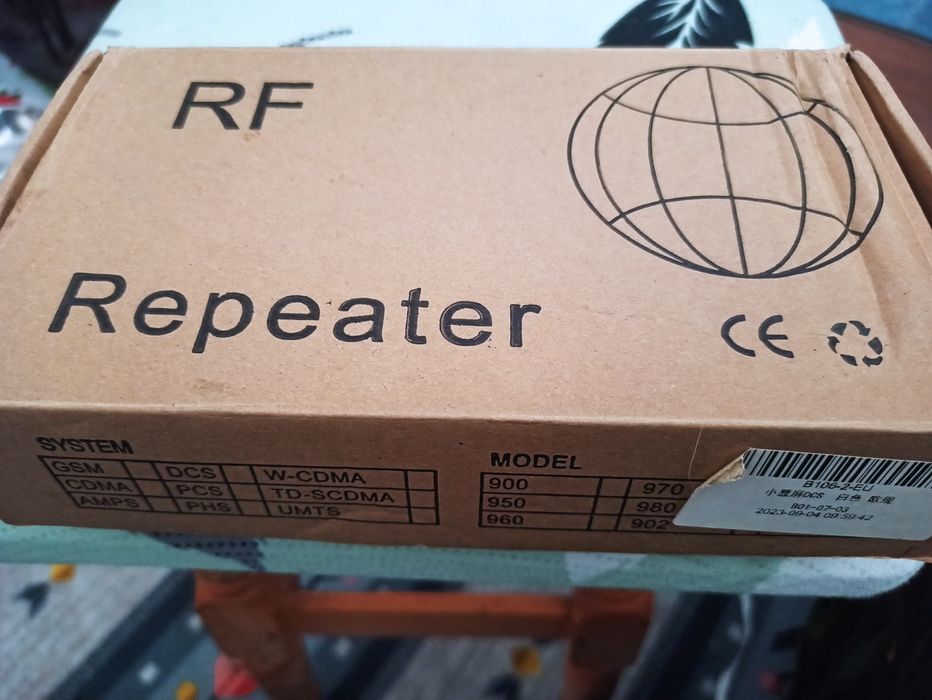 RF
Repeater
CE
SYSTEM
GSM DCS W-CDMA
CDMA PCS TD-SCDMA
AMPS PHS UMTS
MODEL
900 970
950 980
960 902
B106-2-EU
小显屏DCS 白色 欧规
B01-07-03
2023-09-04 09:59:42